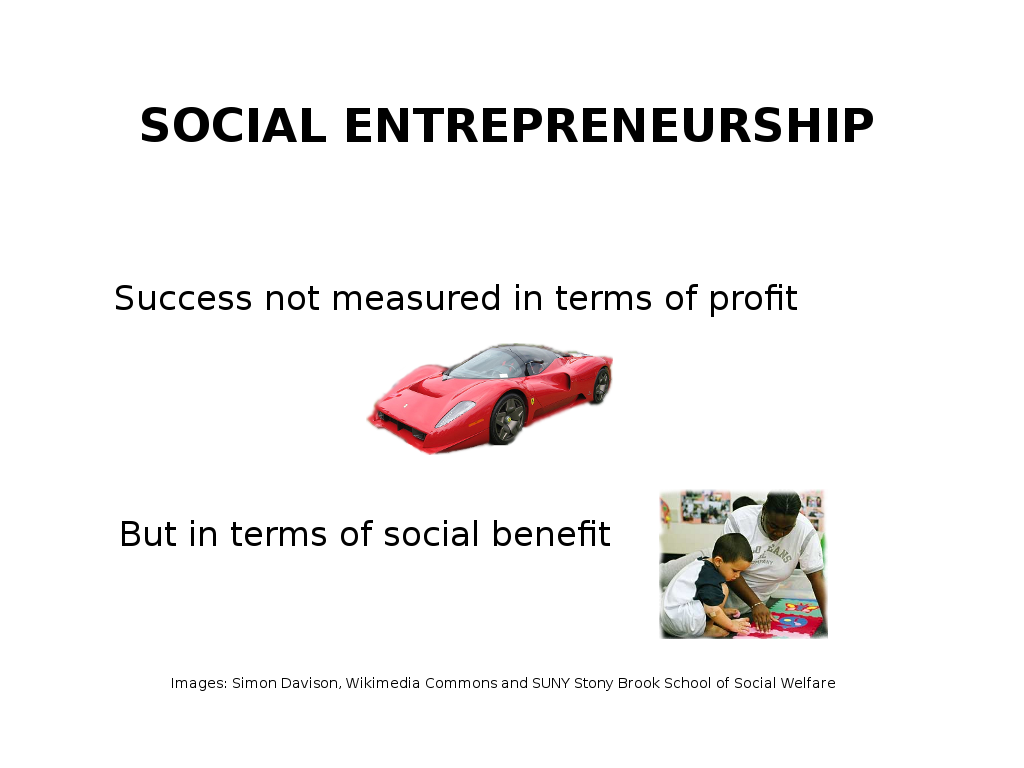 SOCIAL ENTREPRENEURSHIP
Success not measured in terms of profit
But in terms of social benefit
Images: Simon Davison, Wikimedia Commons and SUNY Stony Brook School of Social Welfare